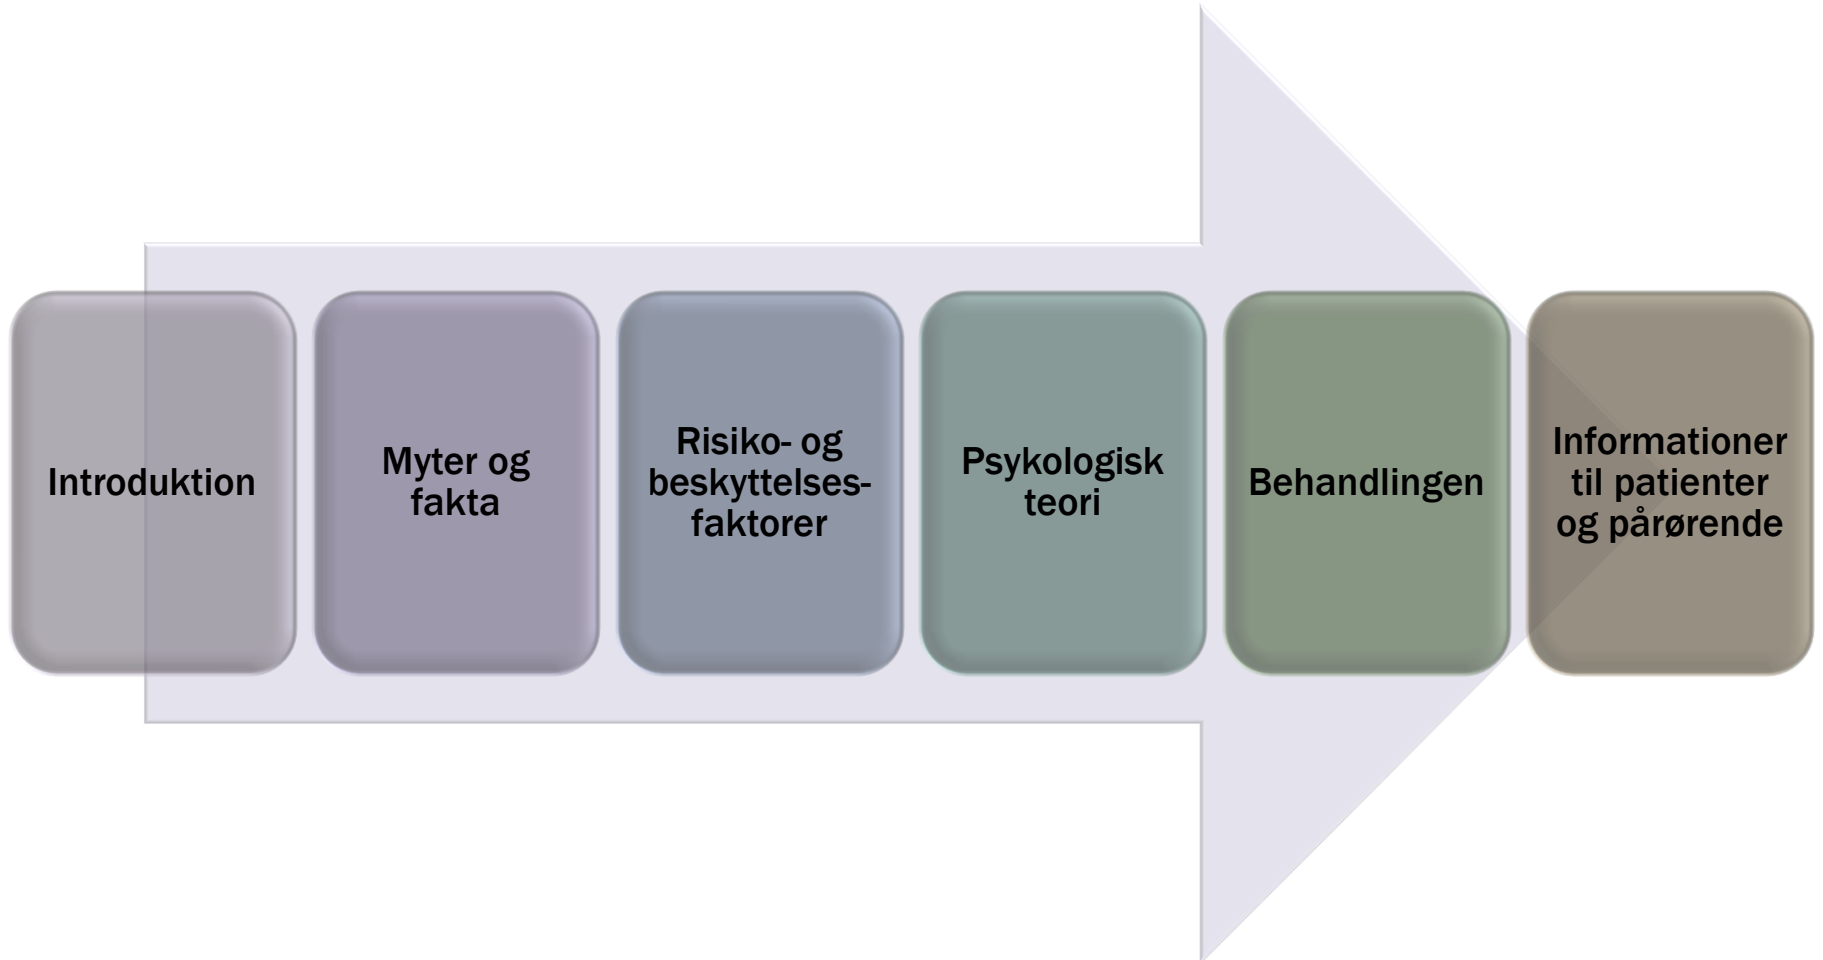 Introduktion
Myter og
fakta
Risiko- og
beskyttelses-
faktorer
Psykologisk
teori
Behandlingen
Informationer
til patienter
og pårørende